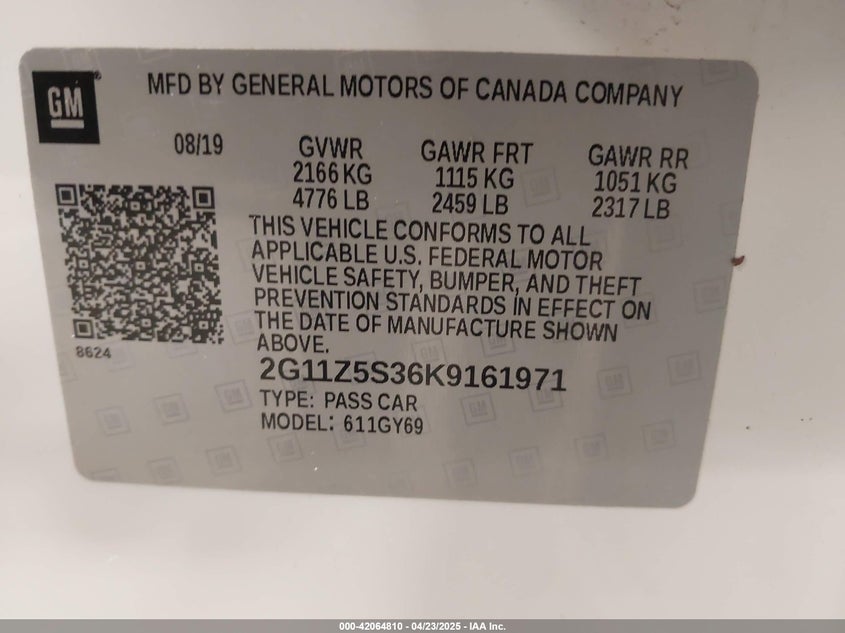 GM
MFD BY GENERAL MOTORS OF CANADA COMPANY
08/19
GVWR
2166 KG
4776 LB
GAWR FRT
1115 KG
2459 LB
GAWR RR
1051 KG
2317 LB
THIS VEHICLE CONFORMS TO ALL
APPLICABLE U.S. FEDERAL MOTOR
VEHICLE SAFETY, BUMPER, AND THEFT
PREVENTION STANDARDS IN EFFECT ON
THE DATE OF MANUFACTURE SHOWN
ABOVE.
8624
2G11Z5S36K9161971
TYPE: PASS CAR
MODEL: 611GY69
000-42064810 - 04/23/2025 - IAA Inc.